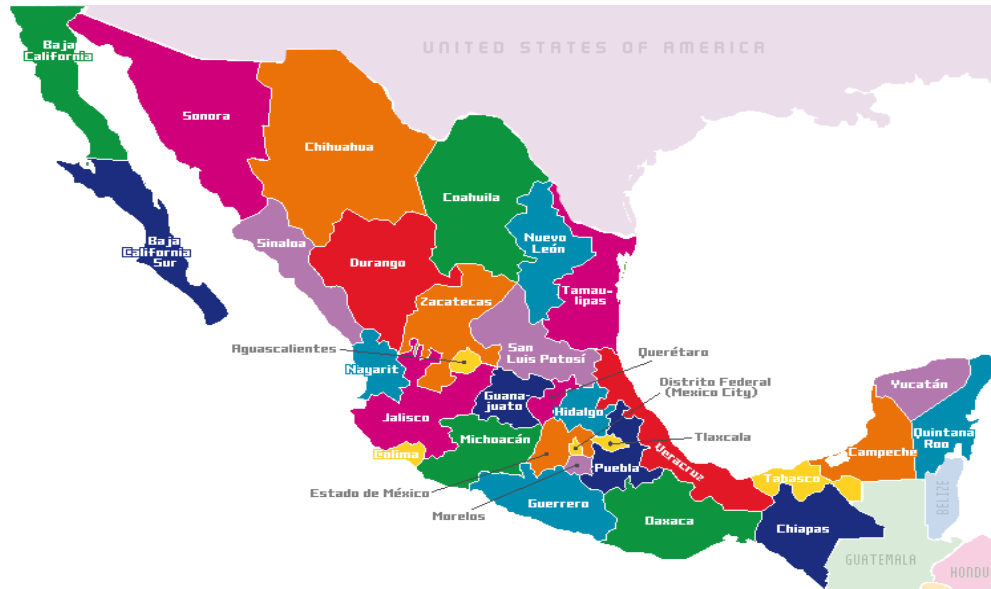 UNITED STATES OF AMERICA
Baja
California
Sonora
Chihuahua
Coahuila
Baja
California
Sur
Sinaloa
Durango
Nuevo
León
Tamau-
lipas
Zacatecas
Aguascalientes
San
Luis Potosí
Querétaro
Nayarit
Distrito Federal
(Mexico City)
Yucatán
Guana-
juato
Hidalgo
Jalisco
Michoacán
Tlaxcala
Quintana
Roo
Campeche
Colima
Puebla
Veracruz
Tabasco
Estado de México
Morelos
Guerrero
Oaxaca
Chiapas
BELIZE
GUATEMALA
HONDU